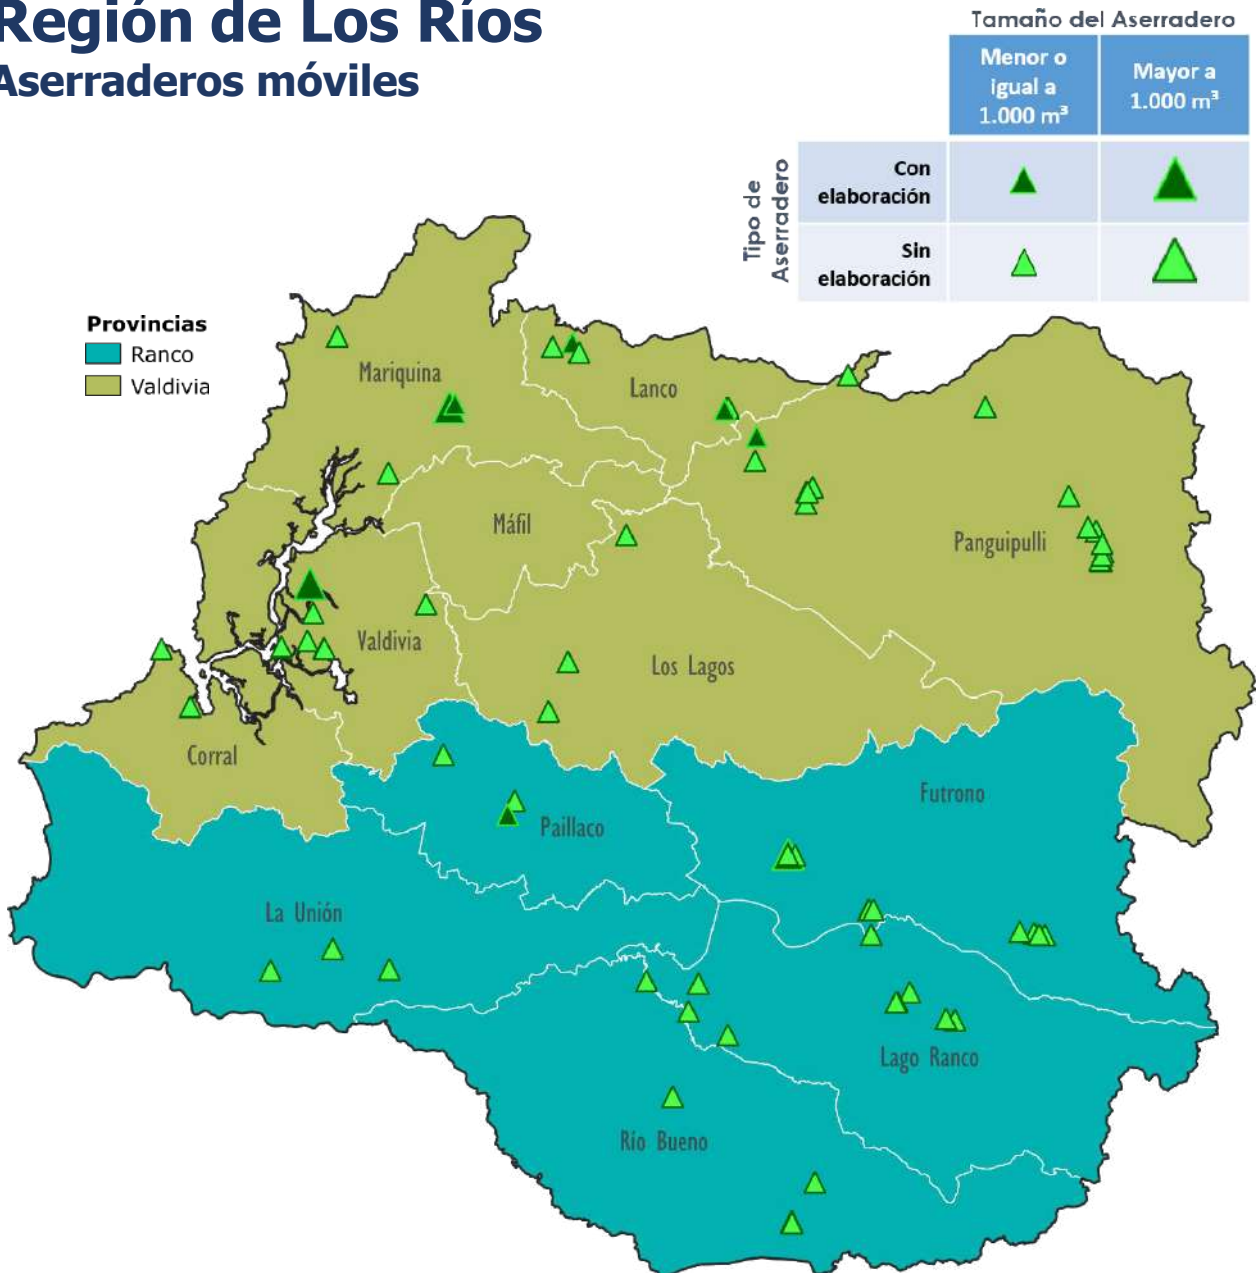 Región de Los Ríos
Aserraderos móviles
Tamaño del Aserradero
Menor o
igual a
1.000 m³
Mayor a
1.000 m³
Tipo de
Aserradero
Con
elaboración
Sin
elaboración
Provincias
Ranco
Valdivia
Mariquina
Lanco
Máfil
Panguipulli
Valdivia
Los Lagos
Corral
Futrono
Paillaco
La Unión
Lago Ranco
Río Bueno